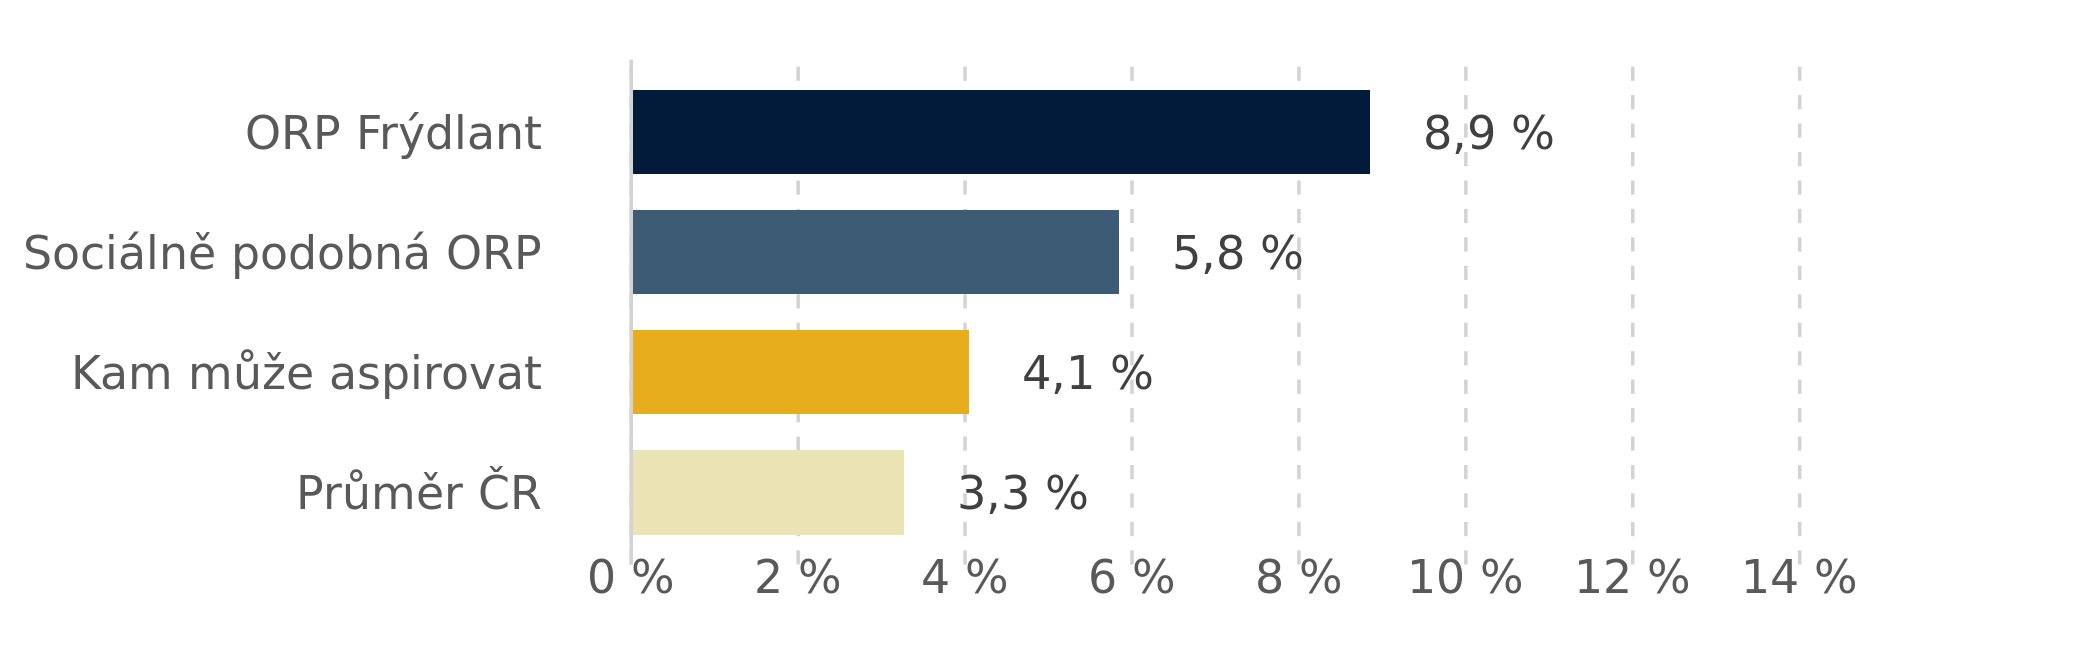 ORP Frýdlant 8,9 %
Sociálně podobná ORP 5,8 %
Kam může aspirovat 4,1 %
Průměr ČR 3,3 %
0 % 2 % 4 % 6 % 8 % 10 % 12 % 14 %